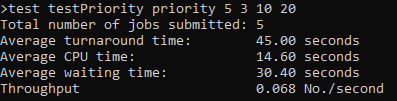 >test testPriority priority 5 3 10 20
Total number of jobs submitted: 5
Average turnaround time: 45.00 seconds
Average CPU time: 14.60 seconds
Average waiting time: 30.40 seconds
Throughput 0.068 No./second